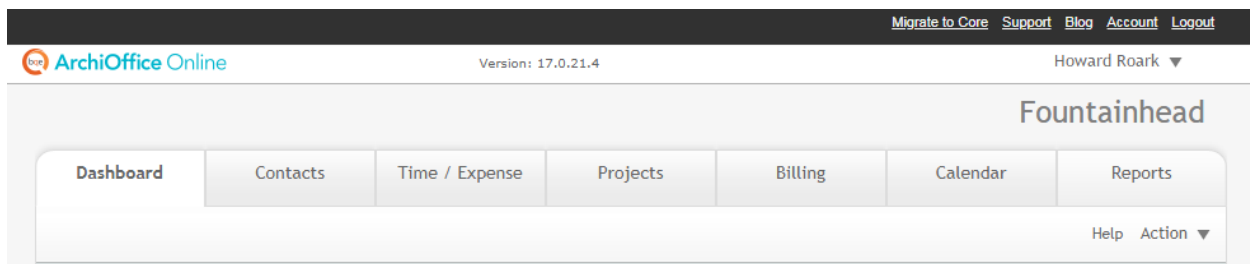 Migrate to Core Support Blog Account Logout
bqe ArchiOffice Online Version: 17.0.21.4 Howard Roark ▼
Fountainhead
Dashboard Contacts Time / Expense Projects Billing Calendar Reports
Help Action ▼